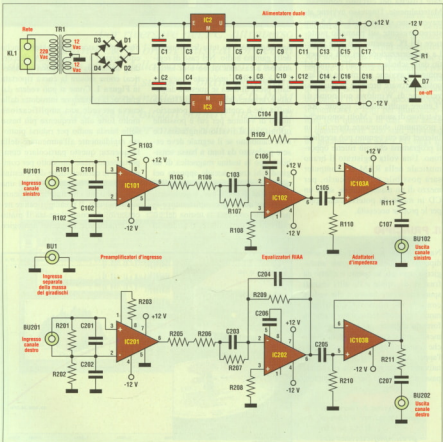 Alimentatore duale
Rete
KL1
220 Vac
TR1
12 Vac
12 Vac
D3
D1
D4
D2
E
IC2
U
M
C1
C3
C5
C7
C9
C11
C13
C15
C17
+12 V
C2
C4
C6
C8
C10
C12
C14
C16
C18
E
M
U
IC3
-12 V
R1
D7
on-off
BU101
Ingresso canale sinistro
R101
C101
R102
C102
R103
+12 V
IC101
-12 V
R105
R106
C103
R107
R108
C104
R109
C106
+12 V
IC102
-12 V
C105
R110
+12 V
IC103A
-12 V
R111
C107
BU102
Uscita canale sinistro
BU1
Ingresso separato della massa del giradischi
Preamplificatori d'ingresso
Equalizzatori RIAA
Adattatori d'impedenza
BU201
Ingresso canale destro
R201
C201
R202
C202
R203
+12 V
IC201
-12 V
R205
R206
C203
R207
R208
C204
R209
C206
+12 V
IC202
-12 V
C205
R210
IC103B
R211
C207
BU202
Uscita canale destro